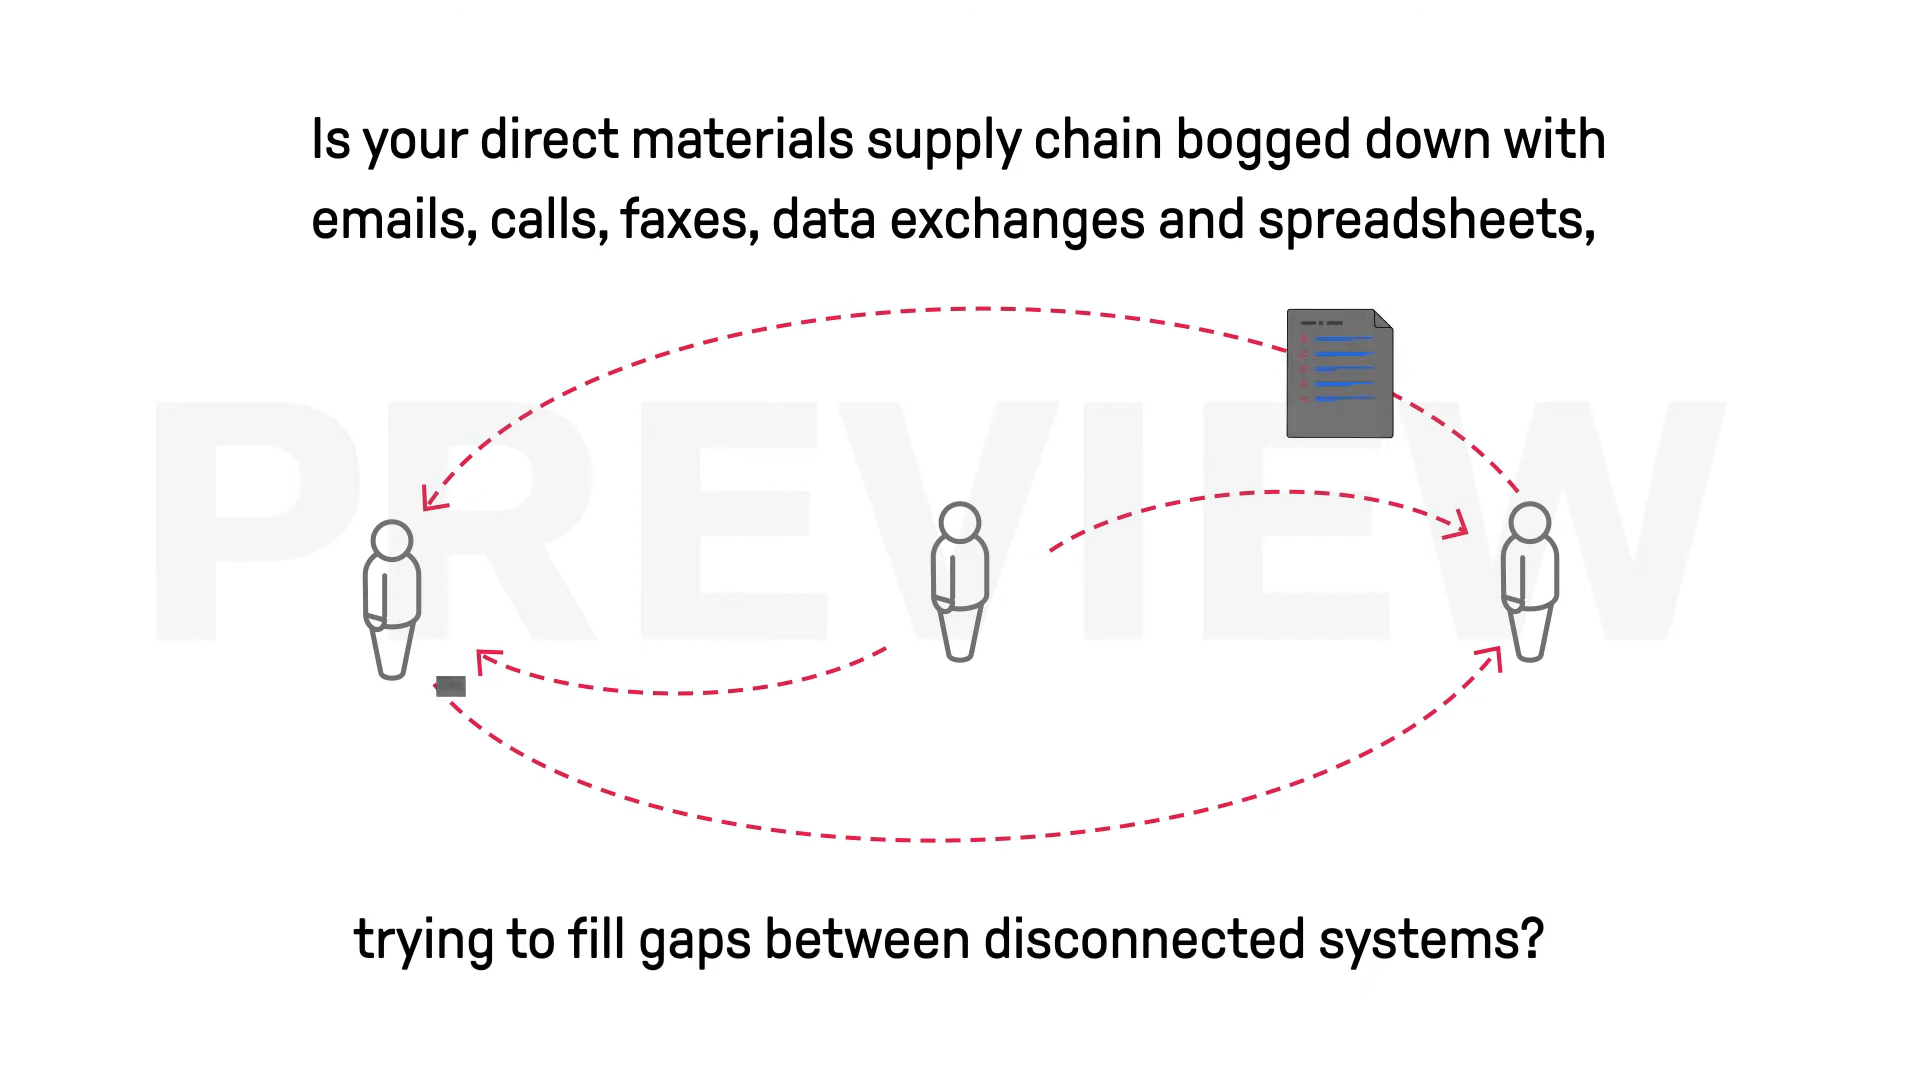 Is your direct materials supply chain bogged down with
emails, calls, faxes, data exchanges and spreadsheets,
PREVIEW
trying to fill gaps between disconnected systems?